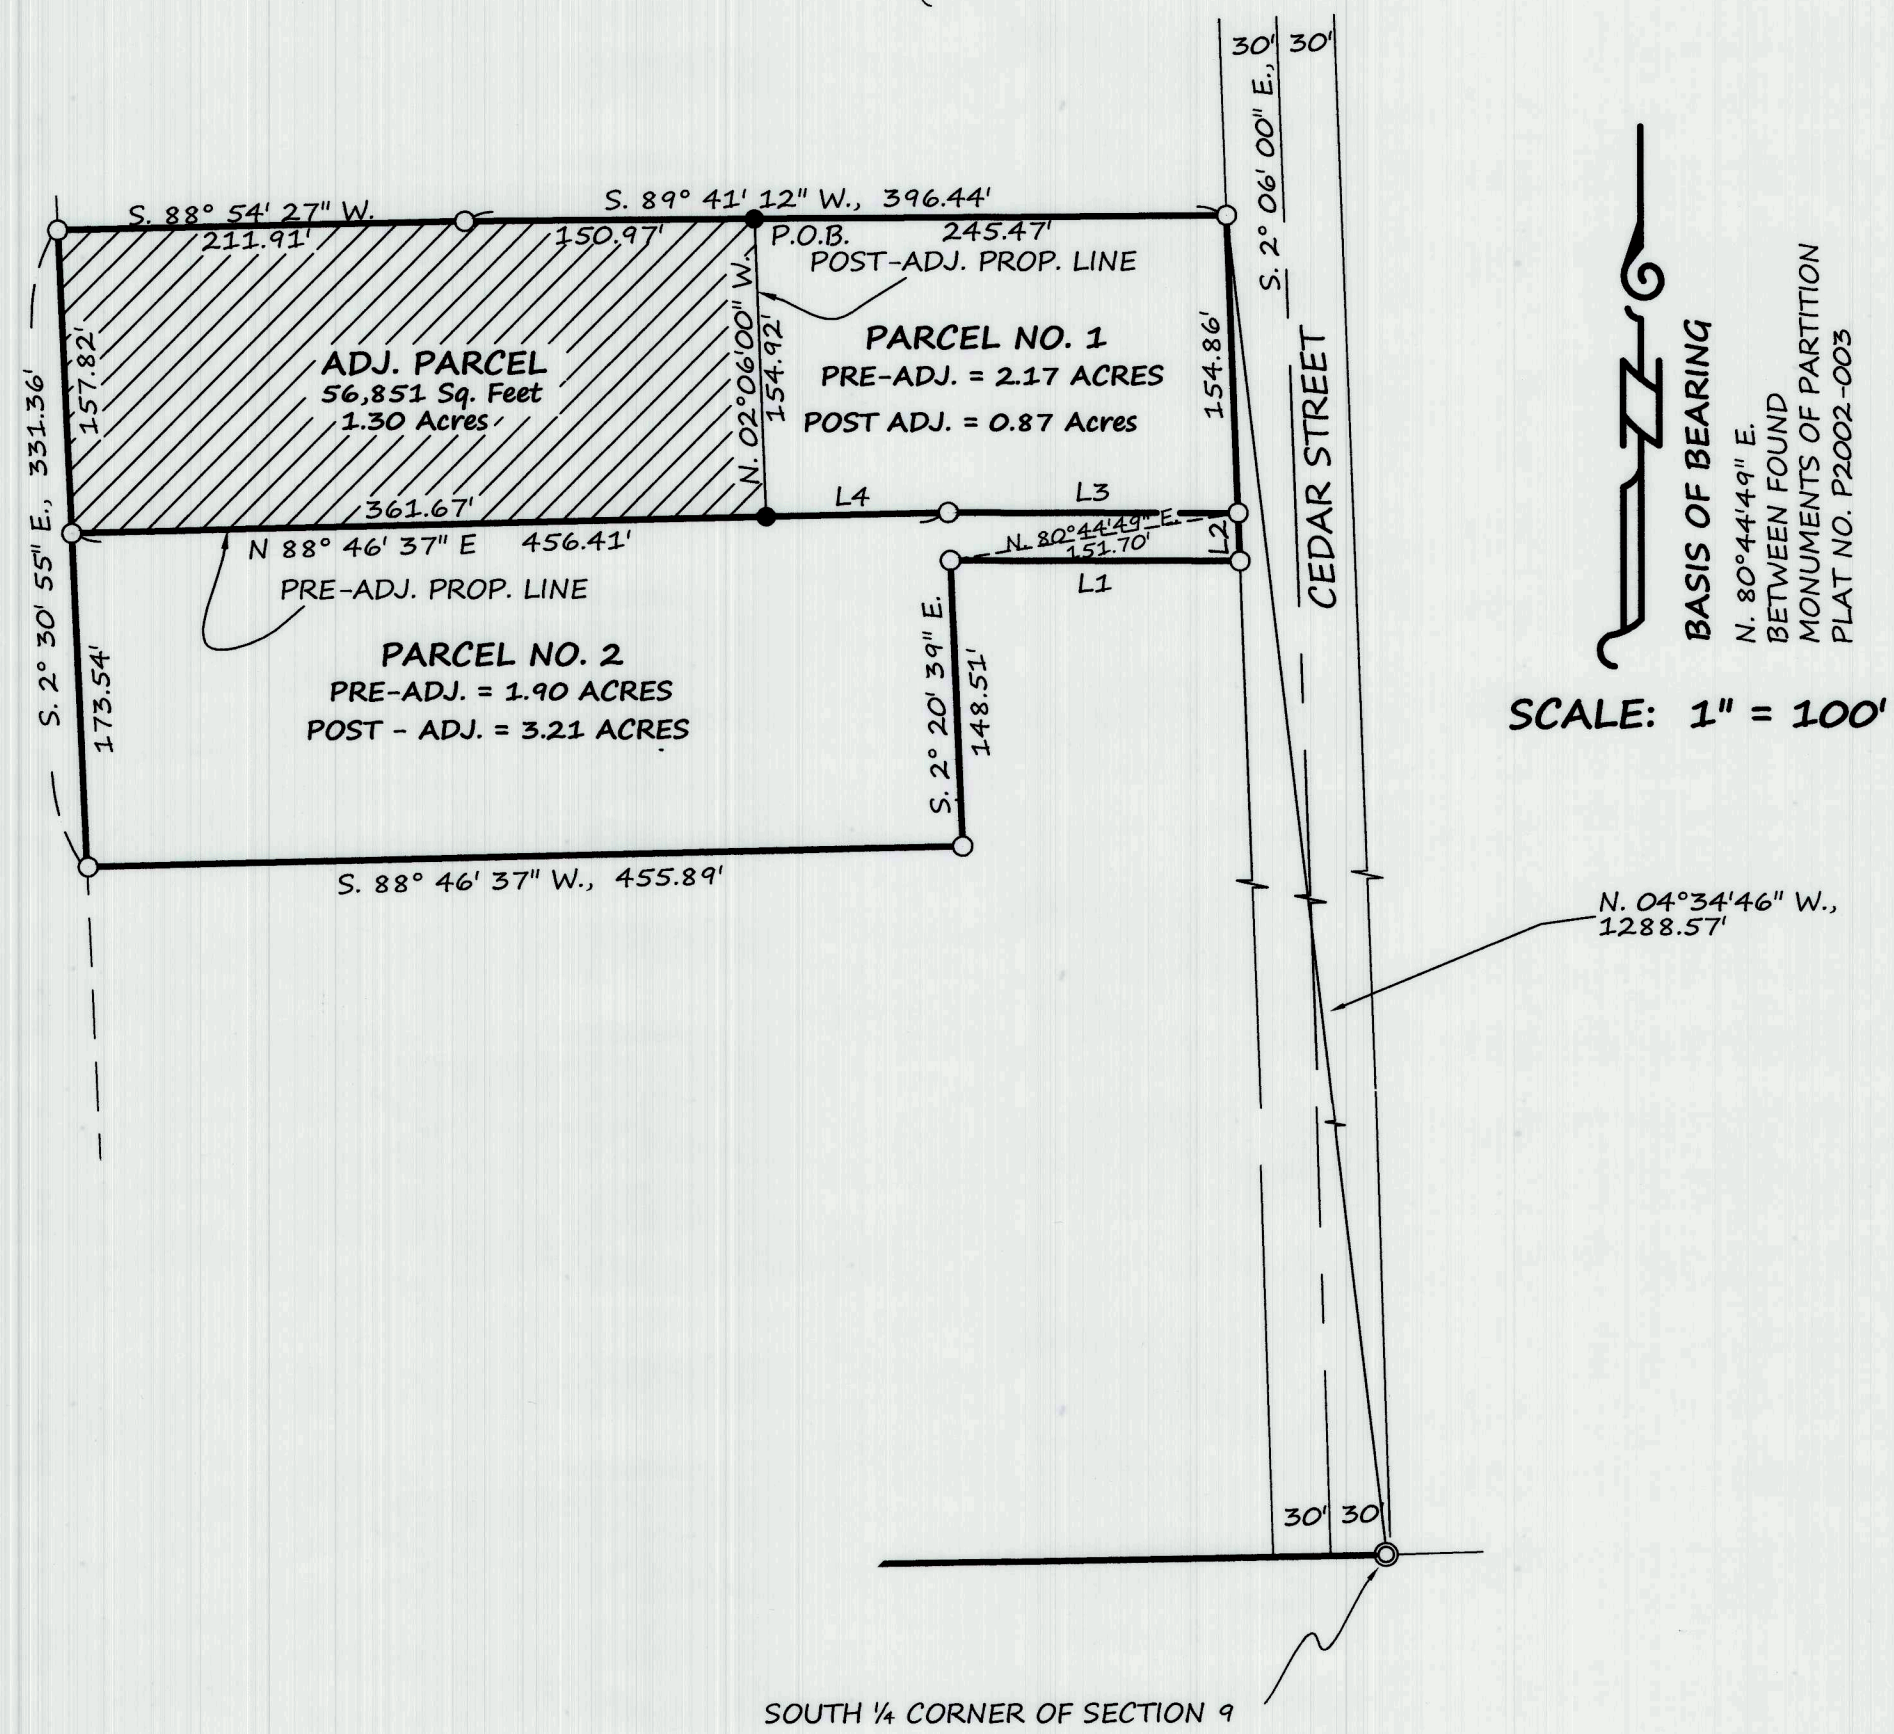 30' 30'
S. 2° 06' 00" E.,
S. 88° 54' 27" W.
211.91'
S. 89° 41' 12" W., 396.44'
150.97'
P.O.B.
245.47'
POST-ADJ. PROP. LINE
N. 02°06'00" W.
154.92'
PARCEL NO. 1
PRE-ADJ. = 2.17 ACRES
POST ADJ. = 0.87 Acres
154.86'
CEDAR STREET
ADJ. PARCEL
56,851 Sq. Feet
1.30 Acres
157.82'
S. 2° 30' 55" E., 331.36'
361.67'
L4
L3
N 88° 46' 37" E 456.41'
N. 80°44'49" E.
151.70'
L2
L1
PRE-ADJ. PROP. LINE
PARCEL NO. 2
PRE-ADJ. = 1.90 ACRES
POST - ADJ. = 3.21 ACRES
173.54'
S. 2° 20' 39" E.
148.51'
S. 88° 46' 37" W., 455.89'
BASIS OF BEARING
N. 80°44'49" E.
BETWEEN FOUND
MONUMENTS OF PARTITION
PLAT NO. P2002-003
SCALE: 1" = 100'
N. 04°34'46" W.,
1288.57'
30' 30'
SOUTH ¼ CORNER OF SECTION 9